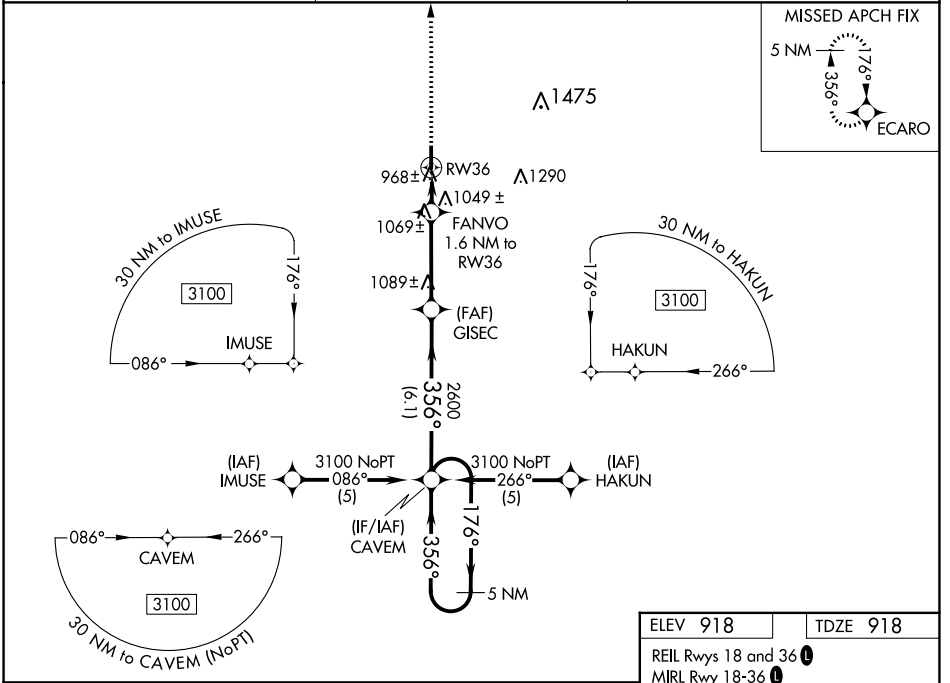 MISSED APCH FIX
5 NM
356°
176°
ECARO
1475
968±
RW36
1290
1049 ±
1069±
FANVO
1.6 NM to
RW36
1089±
(FAF)
GISEC
30 NM to IMUSE
176°
3100
IMUSE
086°
30 NM to HAKUN
176°
3100
HAKUN
266°
2600
356°
(6.1)
(IAF)
IMUSE
3100 NoPT
086°
(5)
3100 NoPT
266°
(5)
(IAF)
HAKUN
(IF/IAF)
CAVEM
356°
176°
5 NM
086°
266°
CAVEM
3100
30 NM to CAVEM (NoPT)
ELEV 918
TDZE 918
REIL Rwys 18 and 36 L
MIRL Rwy 18-36 L